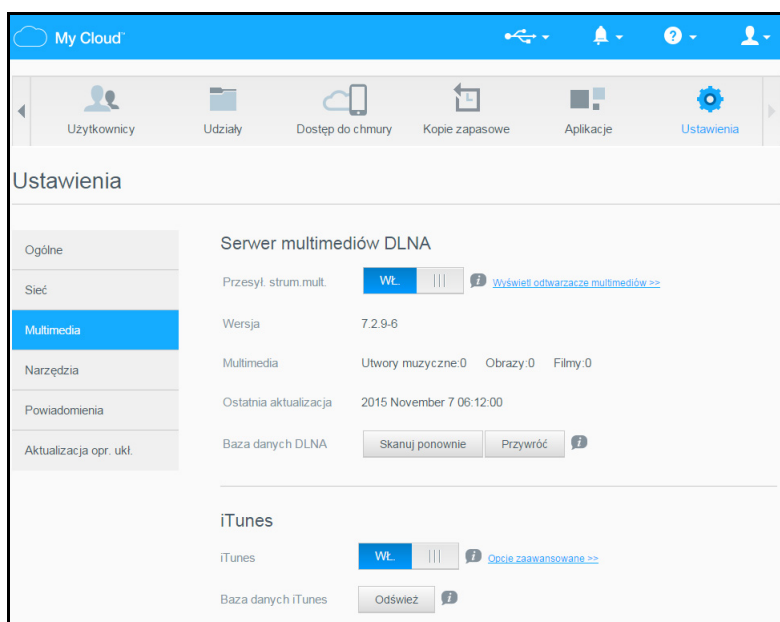 My Cloud™
Użytkownicy Udziały Dostęp do chmury Kopie zapasowe Aplikacje Ustawienia
Ustawienia
Ogólne
Sieć
Multimedia
Narzędzia
Powiadomienia
Aktualizacja opr. ukł.
Serwer multimediów DLNA
Przesył. strum.mult. WŁ. Wyświetl odtwarzacze multimediów >>
Wersja 7.2.9-6
Multimedia Utwory muzyczne:0 Obrazy:0 Filmy:0
Ostatnia aktualizacja 2015 November 7 06:12:00
Baza danych DLNA Skanuj ponownie Przywróć
iTunes
iTunes WŁ. Opcje zaawansowane >>
Baza danych iTunes Odśwież